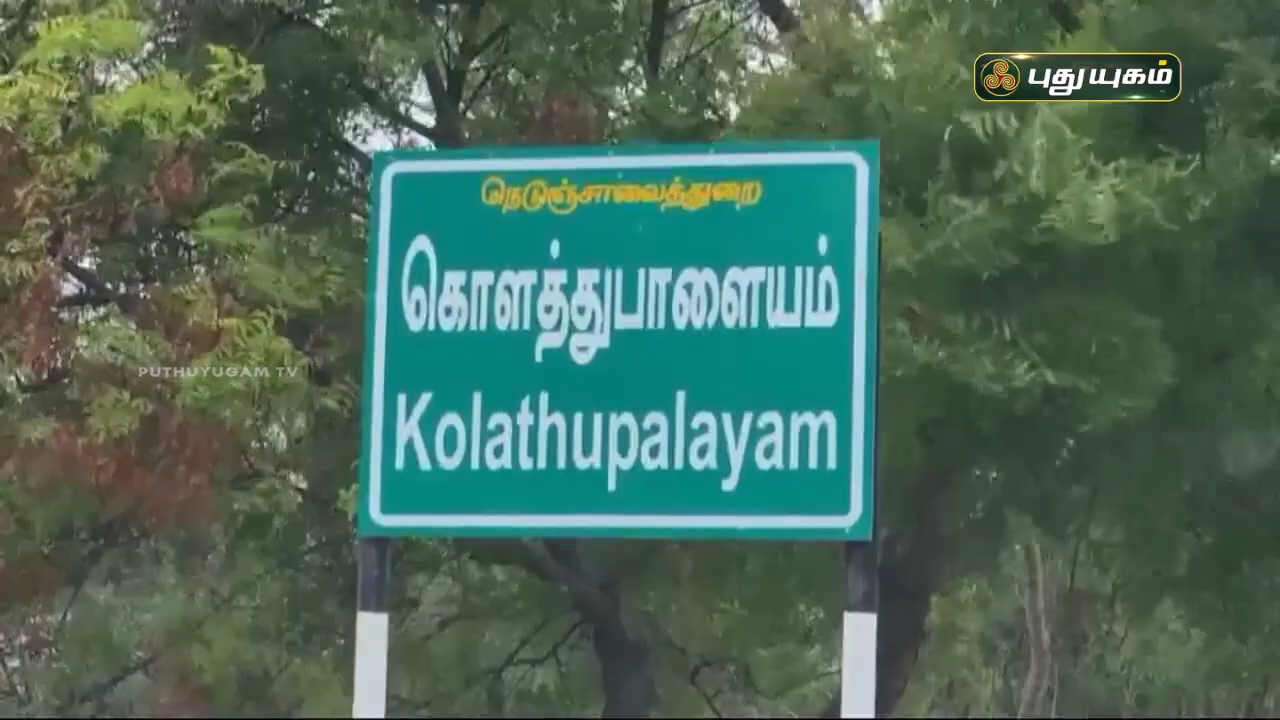 புதுயுகம்
நெடுஞ்சாலைத்துறை
கொளத்துபாளையம்
PUTHUYUGAM TV
Kolathupalayam